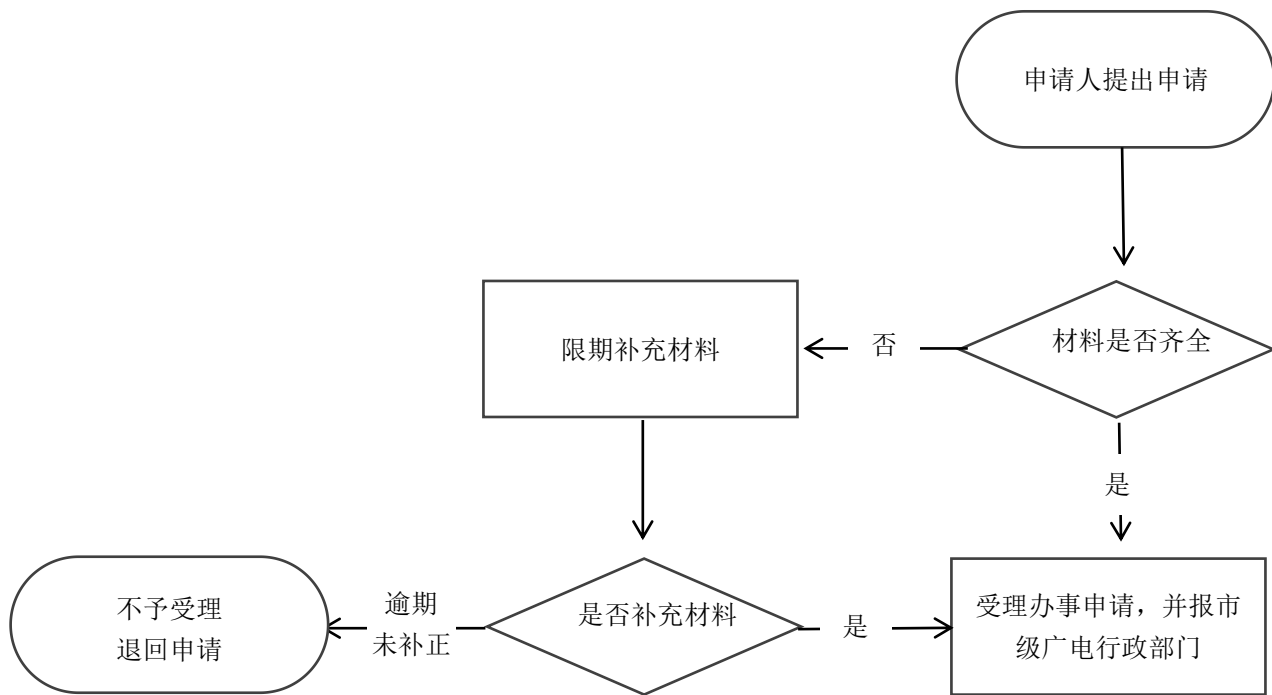 申请人提出申请
限期补充材料
否
材料是否齐全
是
不予受理
退回申请
逾期
未补正
是否补充材料
是
受理办事申请，并报市
级广电行政部门